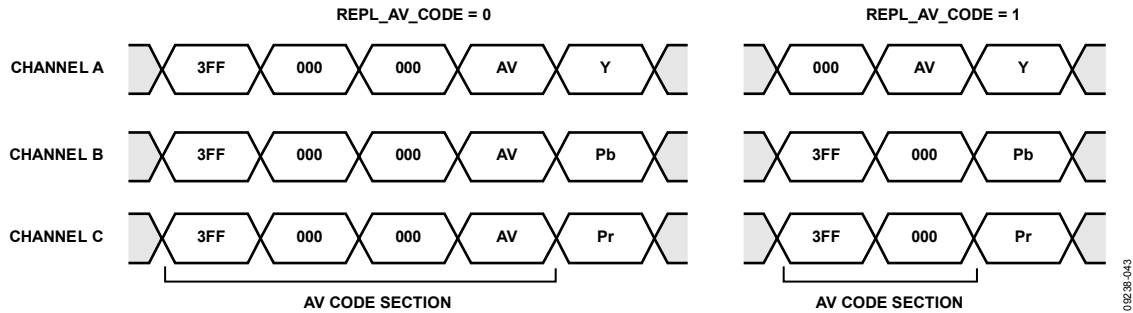 REPL_AV_CODE = 0 REPL_AV_CODE = 1
CHANNEL A 3FF 000 000 AV Y 000 AV Y
CHANNEL B 3FF 000 000 AV Pb 3FF 000 Pb
CHANNEL C 3FF 000 000 AV Pr 3FF 000 Pr
AV CODE SECTION AV CODE SECTION
09238-043